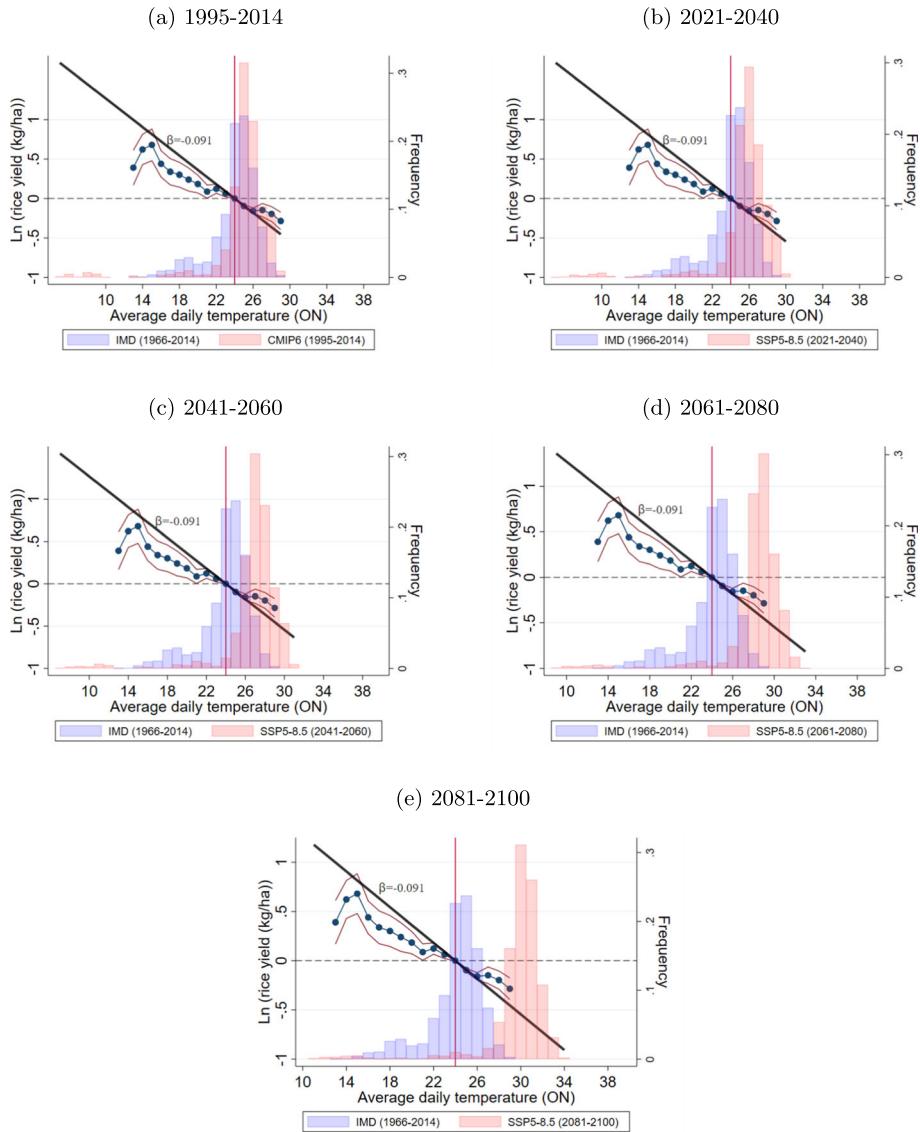 (a) 1995-2014
Ln (rice yield (kg/ha))
1
.5
0
-.5
-1
β=-0.091
.3
.2
.1
0
Frequency
10 14 18 22 26 30 34 38
Average daily temperature (ON)
IMD (1966-2014) CMIP6 (1995-2014)
(b) 2021-2040
Ln (rice yield (kg/ha))
1
.5
0
-.5
-1
β=-0.091
.3
.2
.1
0
Frequency
10 14 18 22 26 30 34 38
Average daily temperature (ON)
IMD (1966-2014) SSP5-8.5 (2021-2040)
(c) 2041-2060
Ln (rice yield (kg/ha))
1
.5
0
-.5
-1
β=-0.091
.3
.2
.1
0
Frequency
10 14 18 22 26 30 34 38
Average daily temperature (ON)
IMD (1966-2014) SSP5-8.5 (2041-2060)
(d) 2061-2080
Ln (rice yield (kg/ha))
1
.5
0
-.5
-1
β=-0.091
.3
.2
.1
0
Frequency
10 14 18 22 26 30 34 38
Average daily temperature (ON)
IMD (1966-2014) SSP5-8.5 (2061-2080)
(e) 2081-2100
Ln (rice yield (kg/ha))
1
.5
0
-.5
-1
β=-0.091
.3
.2
.1
0
Frequency
10 14 18 22 26 30 34 38
Average daily temperature (ON)
IMD (1966-2014) SSP5-8.5 (2081-2100)